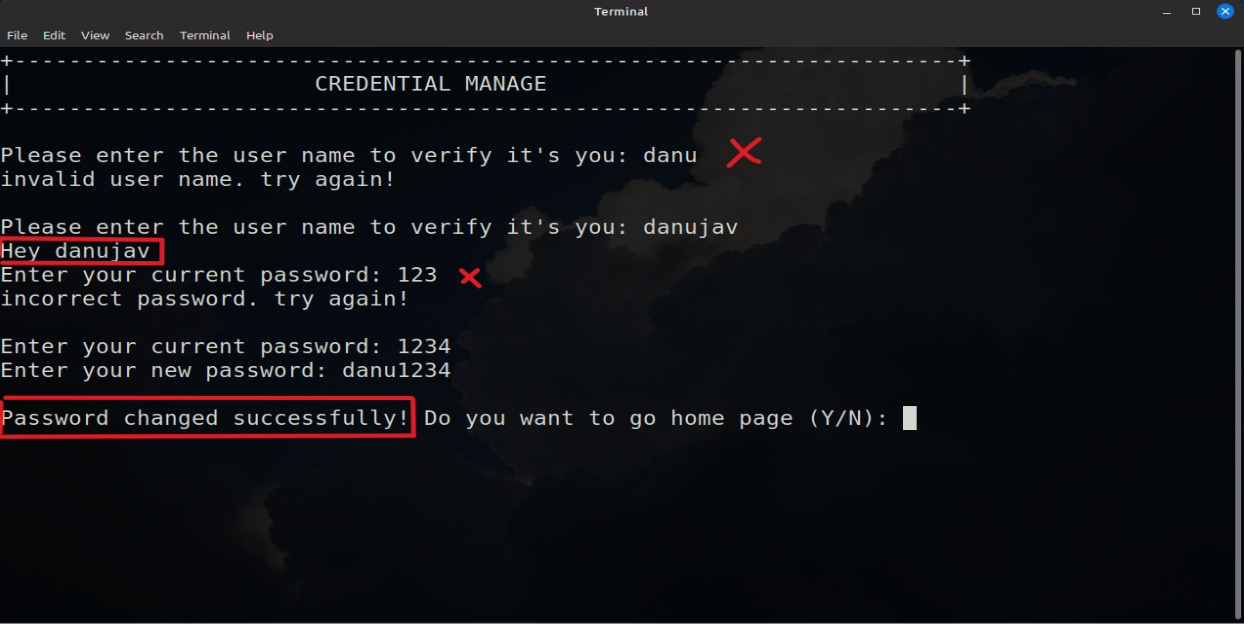 Terminal
File Edit View Search Terminal Help
+---------------------------------------------------------------------+
| CREDENTIAL MANAGE |
+---------------------------------------------------------------------+
Please enter the user name to verify it's you: danu
invalid user name. try again!
Please enter the user name to verify it's you: danujav
Hey danujav
Enter your current password: 123
incorrect password. try again!
Enter your current password: 1234
Enter your new password: danu1234
Password changed successfully! Do you want to go home page (Y/N):